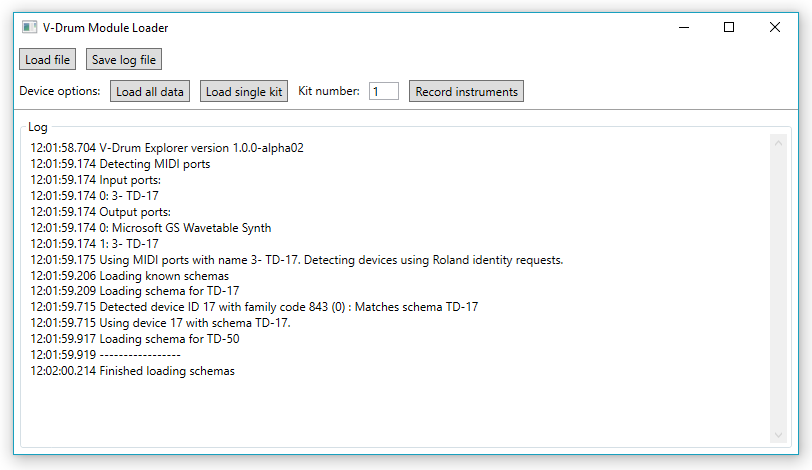 V-Drum Module Loader
Load file Save log file
Device options: Load all data Load single kit Kit number: 1 Record instruments
Log
12:01:58.704 V-Drum Explorer version 1.0.0-alpha02
12:01:59.174 Detecting MIDI ports
12:01:59.174 Input ports:
12:01:59.174 0: 3- TD-17
12:01:59.174 Output ports:
12:01:59.174 0: Microsoft GS Wavetable Synth
12:01:59.174 1: 3- TD-17
12:01:59.175 Using MIDI ports with name 3- TD-17. Detecting devices using Roland identity requests.
12:01:59.206 Loading known schemas
12:01:59.209 Loading schema for TD-17
12:01:59.715 Detected device ID 17 with family code 843 (0) : Matches schema TD-17
12:01:59.715 Using device 17 with schema TD-17.
12:01:59.917 Loading schema for TD-50
12:01:59.919 -----------------
12:02:00.214 Finished loading schemas